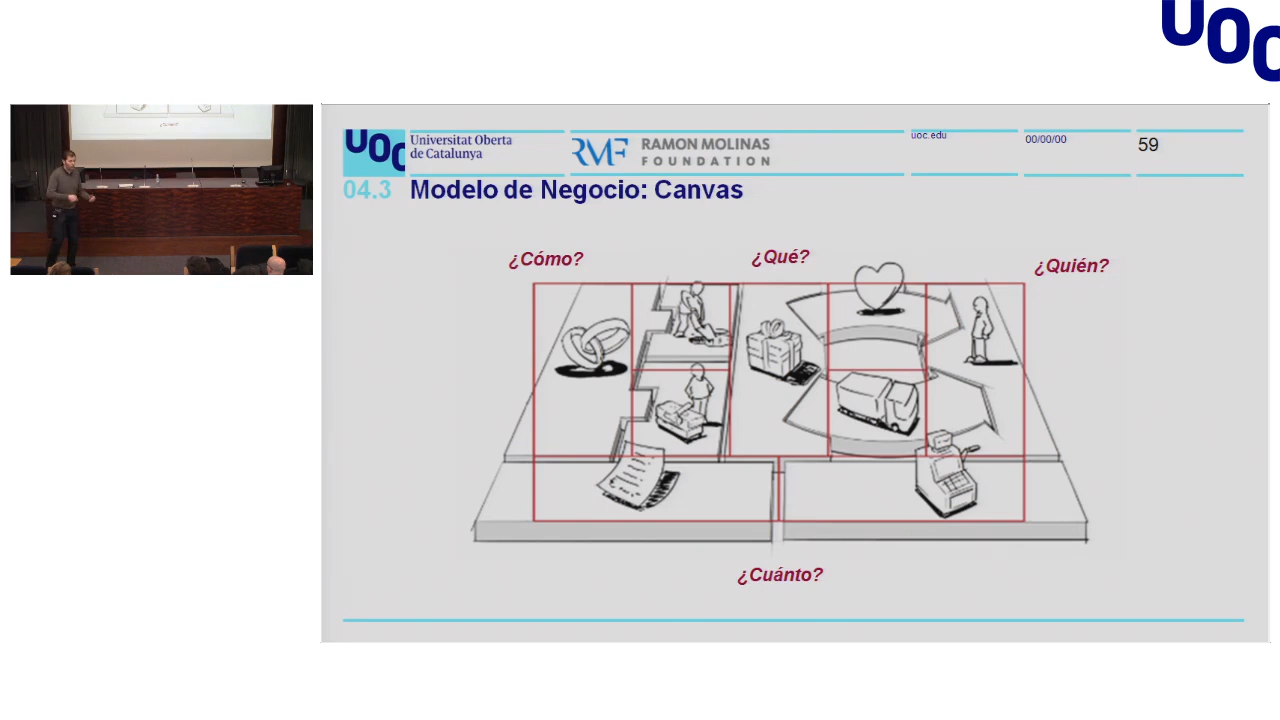 UOC
UOC
Universitat Oberta
de Catalunya
RMF
RAMON MOLINAS
FOUNDATION
uoc.edu
00/00/00
59
04.3
Modelo de Negocio: Canvas
¿Cómo?
¿Qué?
¿Quién?
¿Cuánto?